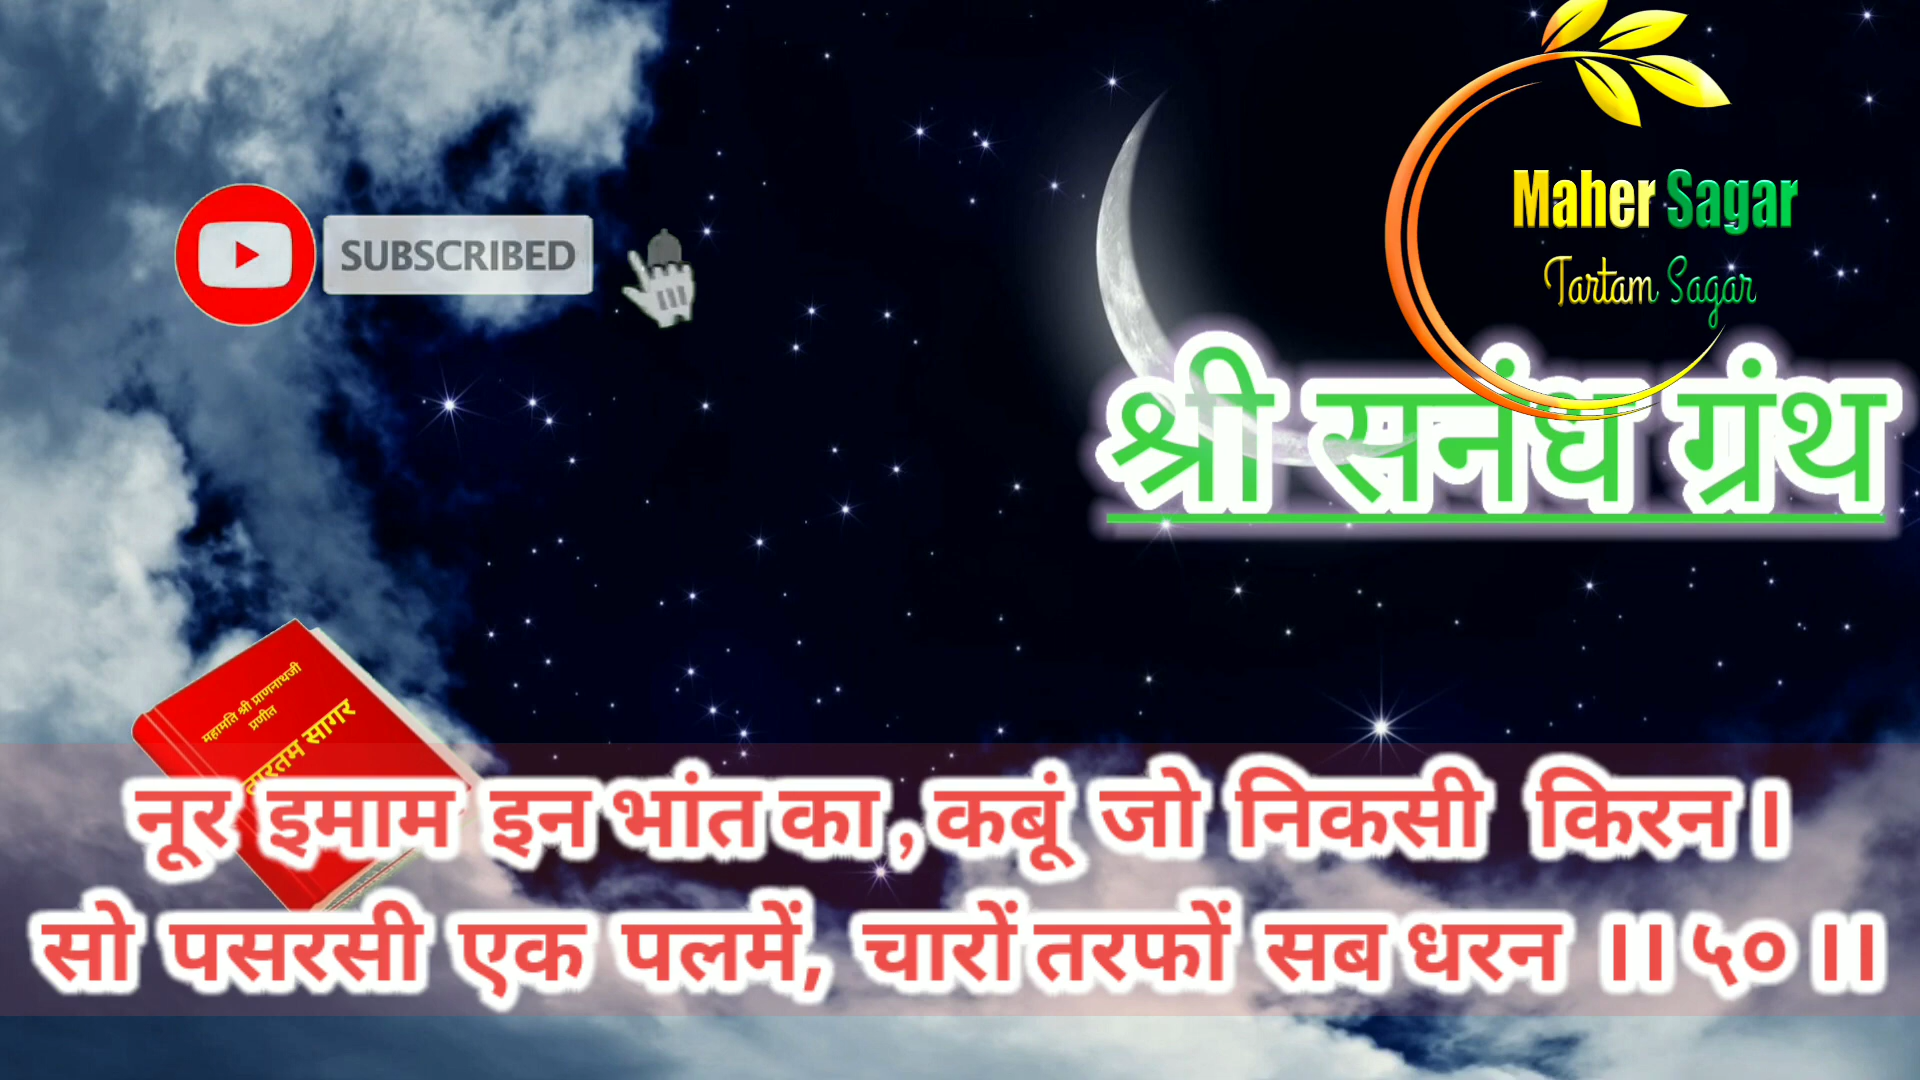 Maher Sagar
Tartam Sagar
SUBSCRIBED
श्री सनंध ग्रंथ
महामति श्री प्राणनाथजी
प्रणीत
तारतम सागर
नूर इमाम इन भांत का, कबूं जो निकसी किरन।
सो पसरसी एक पलमें, चारों तरफों सब धरन ।। ५० ।।